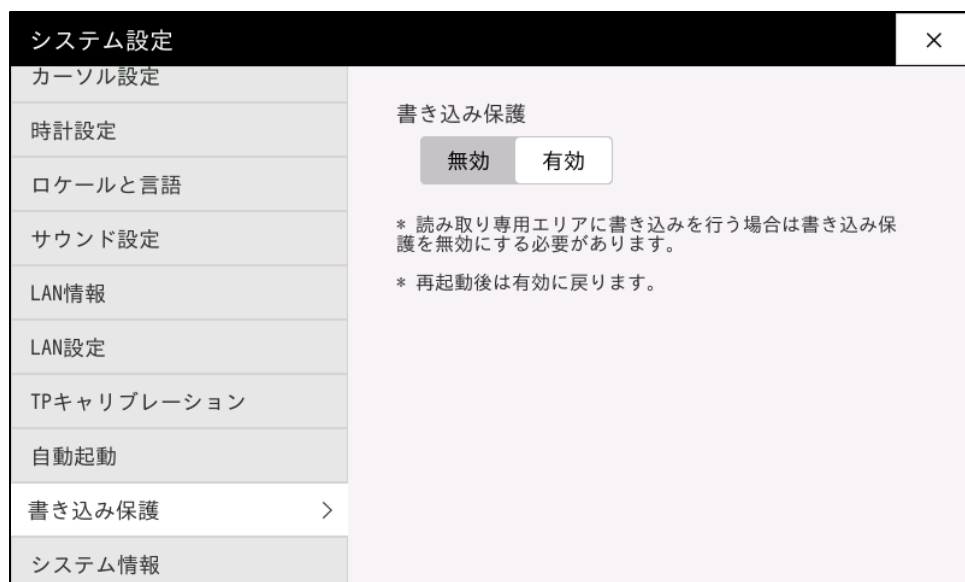 システム設定
×
カーソル設定
時計設定
ロケールと言語
サウンド設定
LAN情報
LAN設定
TPキャリブレーション
自動起動
書き込み保護
システム情報
書き込み保護
無効 有効
* 読み取り専用エリアに書き込みを行う場合は書き込み保
護を無効にする必要があります。
* 再起動後は有効に戻ります。